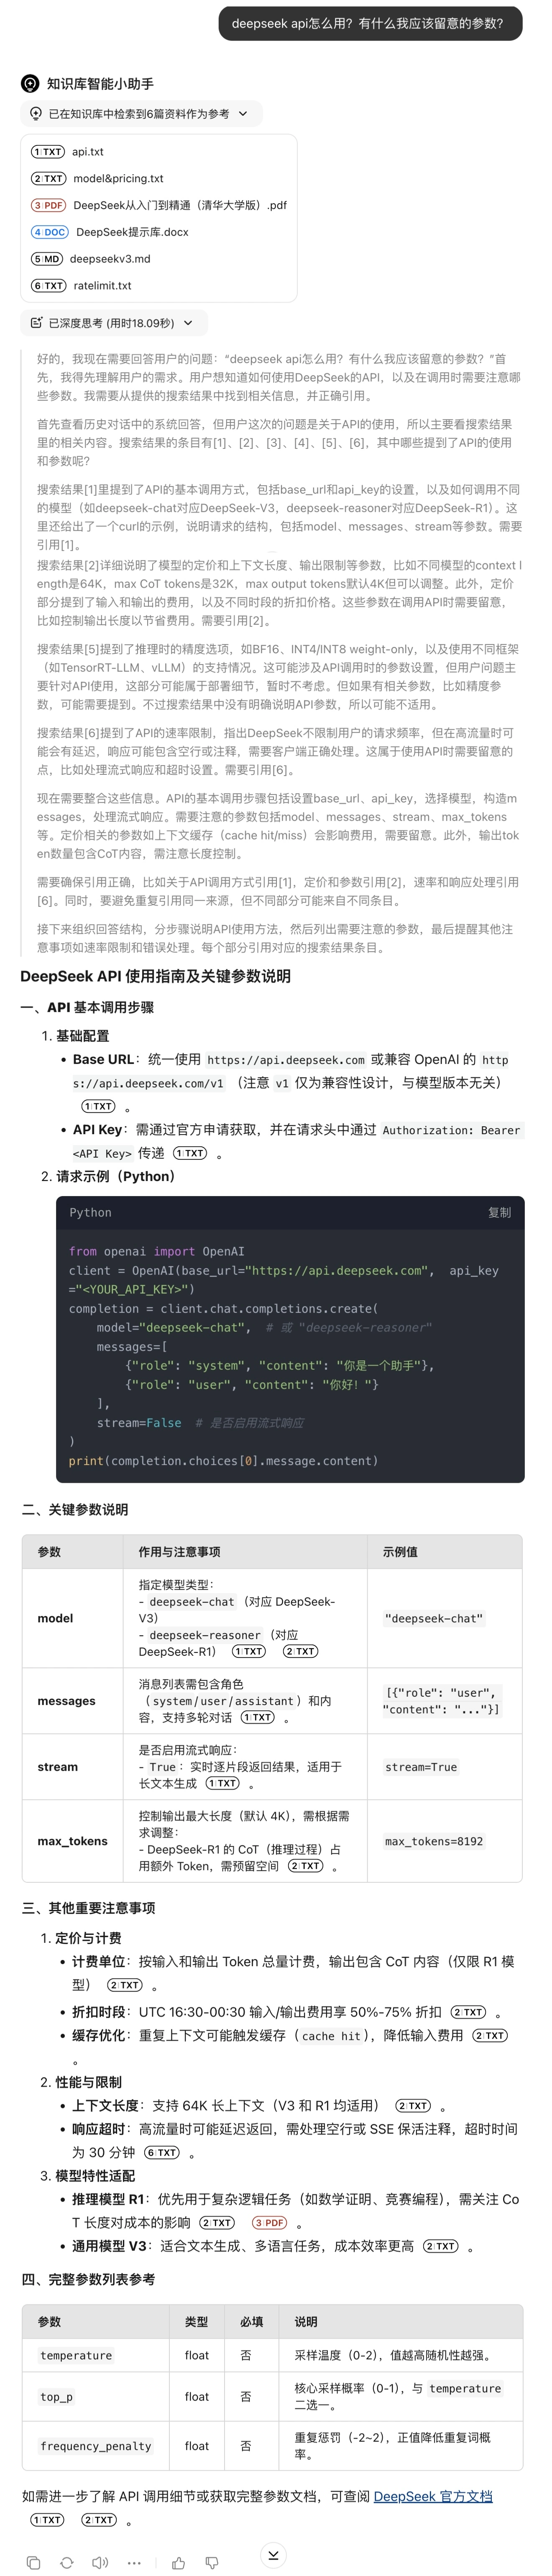 deepseek api怎么用？有什么我应该留意的参数？
知识库智能小助手
已在知识库中检索到6篇资料作为参考
1 TXT api.txt
2 TXT model&pricing.txt
3 PDF DeepSeek从入门到精通（清华大学版）.pdf
4 DOC DeepSeek提示库.docx
5 MD deepseekv3.md
6 TXT ratelimit.txt
已深度思考 (用时18.09秒)
好的，我现在需要回答用户的问题：“deepseek api怎么用？有什么我应该留意的参数？”首
先，我得先理解用户的需求。用户想知道如何使用DeepSeek的API，以及在调用时需要注意哪
些参数。我需要从提供的搜索结果中找到相关信息，并正确引用。
首先查看历史对话中的系统回答，但用户这次的问题是关于API的使用，所以主要看搜索结果
里的相关内容。搜索结果的条目有[1]、[2]、[3]、[4]、[5]、[6]，其中哪些提到了API的使用
和参数呢？
搜索结果[1]里提到了API的基本调用方式，包括base_url和api_key的设置，以及如何调用不同
的模型（如deepseek-chat对应DeepSeek-V3，deepseek-reasoner对应DeepSeek-R1）。这
里还给出了一个curl的示例，说明请求的结构，包括model、messages、stream等参数。需要
引用[1]。
搜索结果[2]详细说明了模型的定价和上下文长度、输出限制等参数，比如不同模型的context l
ength是64K，max CoT tokens是32K，max output tokens默认4K但可以调整。此外，定价
部分提到了输入和输出的费用，以及不同时段的折扣价格。这些参数在调用API时需要留意，
比如控制输出长度以节省费用。需要引用[2]。
搜索结果[5]提到了推理时的精度选项，如BF16、INT4/INT8 weight-only，以及使用不同框架
（如TensorRT-LLM、vLLM）的支持情况。这可能涉及API调用时的参数设置，但用户问题主
要针对API使用，这部分可能属于部署细节，暂时不考虑。但如果有相关参数，比如精度参
数，可能需要提到。不过搜索结果中没有明确说明API参数，所以可能不适用。
搜索结果[6]提到了API的速率限制，指出DeepSeek不限制用户的请求频率，但在高流量时可
能会有延迟，响应可能包含空行或注释，需要客户端正确处理。这属于使用API时需要留意的
点，比如处理流式响应和超时设置。需要引用[6]。
现在需要整合这些信息。API的基本调用步骤包括设置base_url、api_key，选择模型，构造m
essages，处理流式响应。需要注意的参数包括model、messages、stream、max_tokens
等。定价相关的参数如上下文缓存（cache hit/miss）会影响费用，需要留意。此外，输出tok
en数量包含CoT内容，需注意长度控制。
需要确保引用正确，比如关于API调用方式引用[1]，定价和参数引用[2]，速率和响应处理引用
[6]。同时，要避免重复引用同一来源，但不同部分可能来自不同条目。
接下来组织回答结构，分步骤说明API使用方法，然后列出需要注意的参数，最后提醒其他注
意事项如速率限制和错误处理。每个部分引用对应的搜索结果条目。
DeepSeek API 使用指南及关键参数说明
一、API 基本调用步骤
1. 基础配置
• Base URL：统一使用 https://api.deepseek.com 或兼容 OpenAI 的 http
s://api.deepseek.com/v1 （注意 v1 仅为兼容性设计，与模型版本无关）
1 TXT 。
• API Key：需通过官方申请获取，并在请求头中通过 Authorization: Bearer
<API Key> 传递 1 TXT 。
2. 请求示例（Python）
Python 复制
from openai import OpenAI
client = OpenAI(base_url="https://api.deepseek.com", api_key
="<YOUR_API_KEY>")
completion = client.chat.completions.create(
model="deepseek-chat", # 或 "deepseek-reasoner"
messages=[
{"role": "system", "content": "你是一个助手"},
{"role": "user", "content": "你好！"}
],
stream=False # 是否启用流式响应
)
print(completion.choices[0].message.content)
二、关键参数说明
参数 作用与注意事项 示例值
model
指定模型类型：
- deepseek-chat （对应 DeepSeek-
V3）
- deepseek-reasoner （对应
DeepSeek-R1） 1 TXT 2 TXT
"deepseek-chat"
messages
消息列表需包含角色
（system/user/assistant）和内
容，支持多轮对话 1 TXT 。
[{"role": "user",
"content": "..."}]
stream
是否启用流式响应：
- True：实时逐片段返回结果，适用于
长文本生成 1 TXT 。
stream=True
max_tokens
控制输出最大长度（默认 4K），需根据需
求调整：
- DeepSeek-R1 的 CoT（推理过程）占
用额外 Token，需预留空间 2 TXT 。
max_tokens=8192
三、其他重要注意事项
1. 定价与计费
• 计费单位：按输入和输出 Token 总量计费，输出包含 CoT 内容（仅限 R1 模
型） 2 TXT 。
• 折扣时段：UTC 16:30-00:30 输入/输出费用享 50%-75% 折扣 2 TXT 。
• 缓存优化：重复上下文可能触发缓存（cache hit），降低输入费用 2 TXT
。
2. 性能与限制
• 上下文长度：支持 64K 长上下文（V3 和 R1 均适用） 2 TXT 。
• 响应超时：高流量时可能延迟返回，需处理空行或 SSE 保活注释，超时时间
为 30 分钟 6 TXT 。
3. 模型特性适配
• 推理模型 R1：优先用于复杂逻辑任务（如数学证明、竞赛编程），需关注 Co
T 长度对成本的影响 2 TXT 3 PDF 。
• 通用模型 V3：适合文本生成、多语言任务，成本效率更高 2 TXT 。
四、完整参数列表参考
参数 类型 必填 说明
temperature float 否 采样温度（0-2），值越高随机性越强。
top_p float 否 核心采样概率（0-1），与 temperature
二选一。
frequency_penalty float 否 重复惩罚（-2~2），正值降低重复词概
率。
如需进一步了解 API 调用细节或获取完整参数文档，可查阅 DeepSeek 官方文档
1 TXT 2 TXT 。